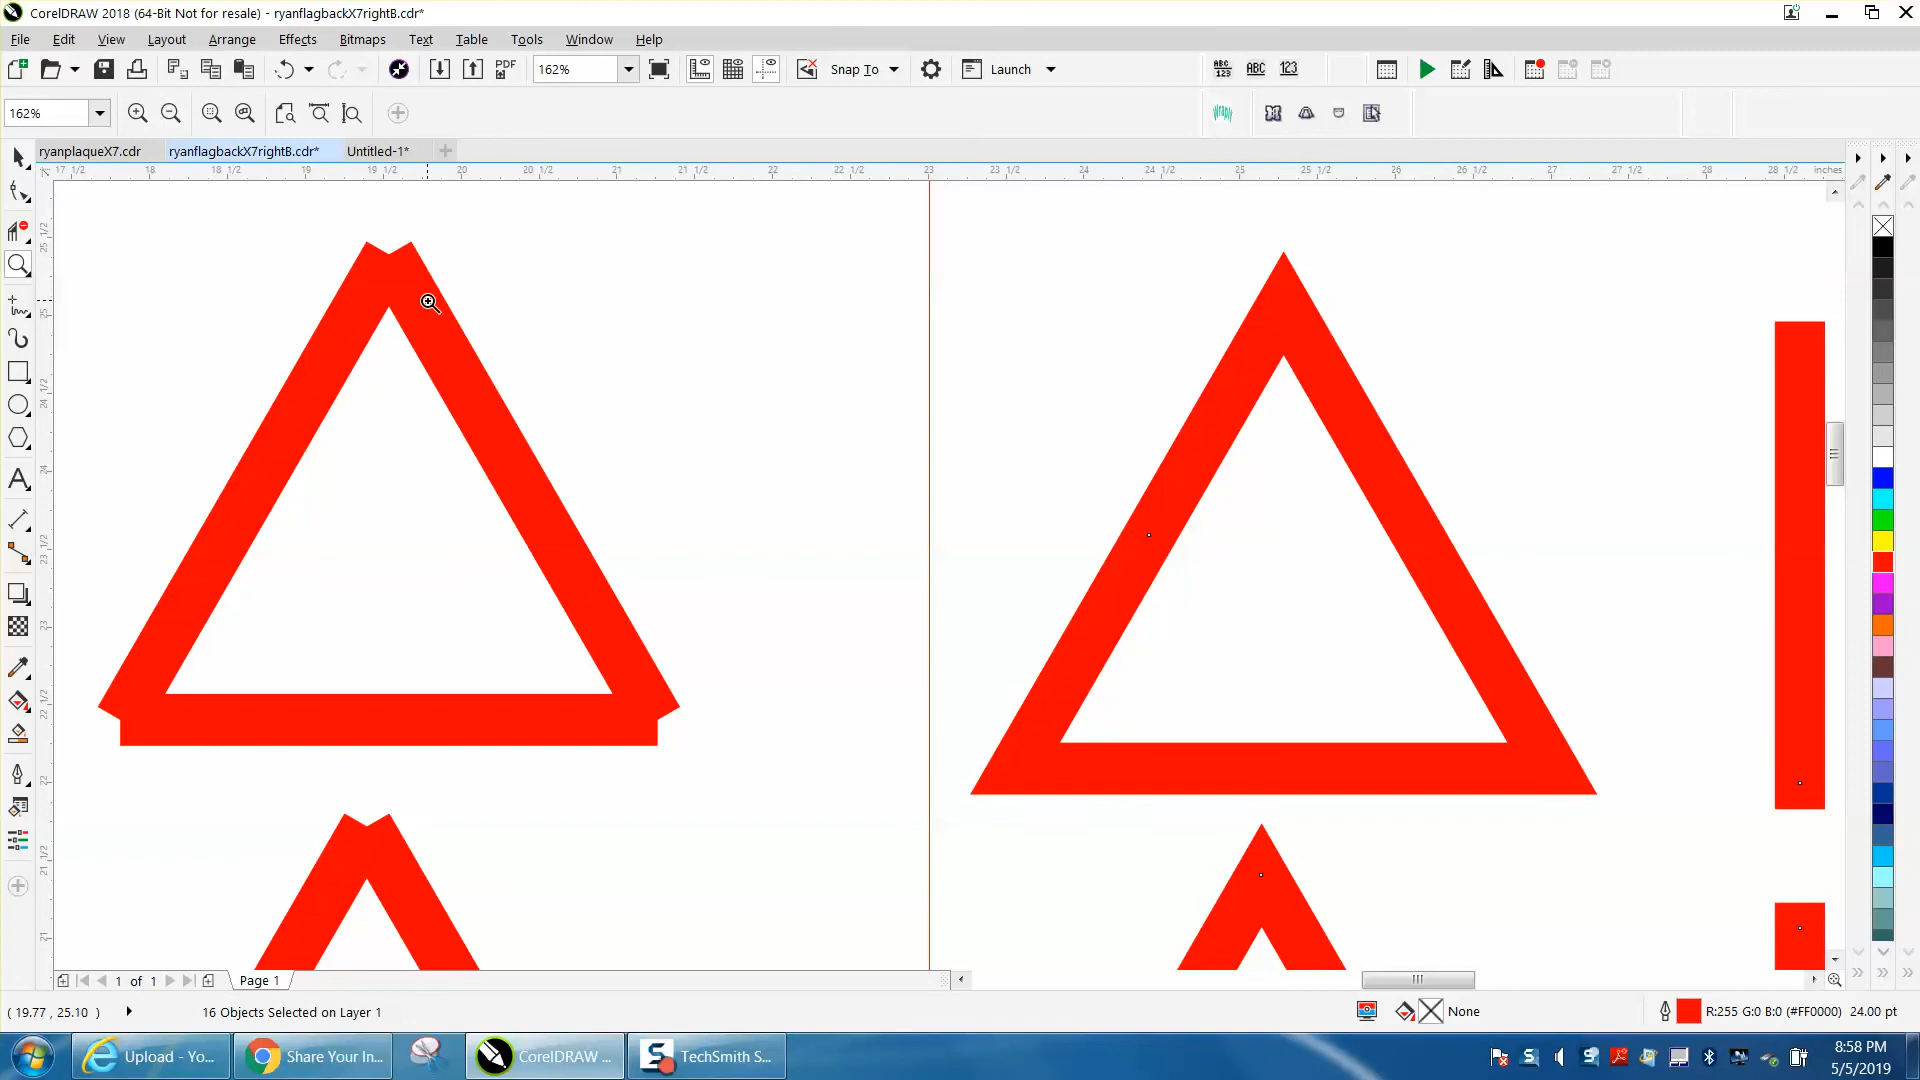 CorelDRAW 2018 (64-Bit Not for resale) - ryanflagbackX7rightB.cdr*
File Edit View Layout Arrange Effects Bitmaps Text Table Tools Window Help
PDF 162% Snap To Launch ABC 123 ABC 123
162%
ryanplaqueX7.cdr ryanflagbackX7rightB.cdr* Untitled-1*
17 1/2 18 18 1/2 19 19 1/2 20 20 1/2 21 21 1/2 22 22 1/2 23 23 1/2 24 24 1/2 25 25 1/2 26 26 1/2 27 27 1/2 28 28 1/2 inches
25 1/2
25
24 1/2
24
23 1/2
23
22 1/2
22
21 1/2
21
1 of 1 Page 1
( 19.77 , 25.10 ) 16 Objects Selected on Layer 1 None R:255 G:0 B:0 (#FF0000) 24.00 pt
Upload - Yo... Share Your In... CorelDRAW ... TechSmith S...
8:58 PM
5/5/2019